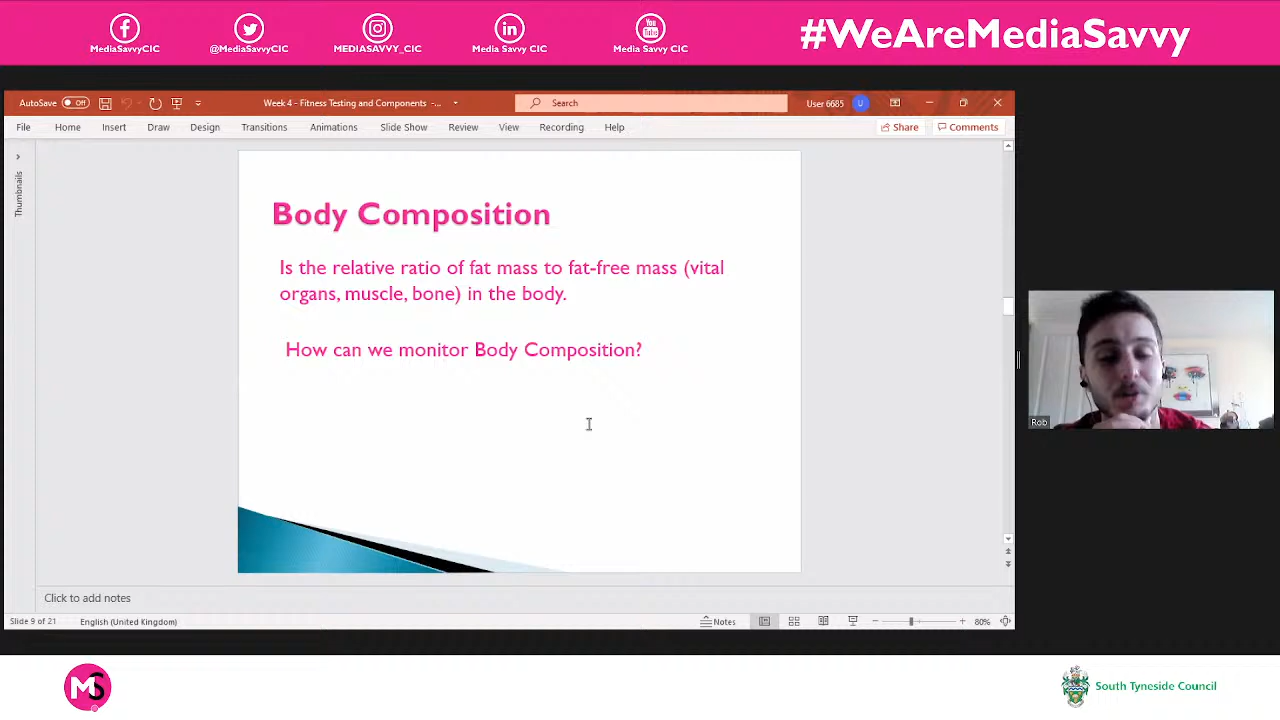 MediaSavvyCIC
@MediaSavvyCIC
MEDIASAVVY_CIC
Media Savvy CIC
You
Tube
Media Savvy CIC
#WeAreMediaSavvy
AutoSave Off
Week 4 - Fitness Testing and Components -...
Search
User 6685 U
File Home Insert Draw Design Transitions Animations Slide Show Review View Recording Help Share Comments
Thumbnails
Body Composition
Is the relative ratio of fat mass to fat-free mass (vital
organs, muscle, bone) in the body.
How can we monitor Body Composition?
Rob
Click to add notes
Slide 9 of 21 English (United Kingdom) Notes 80%
MS
South Tyneside Council